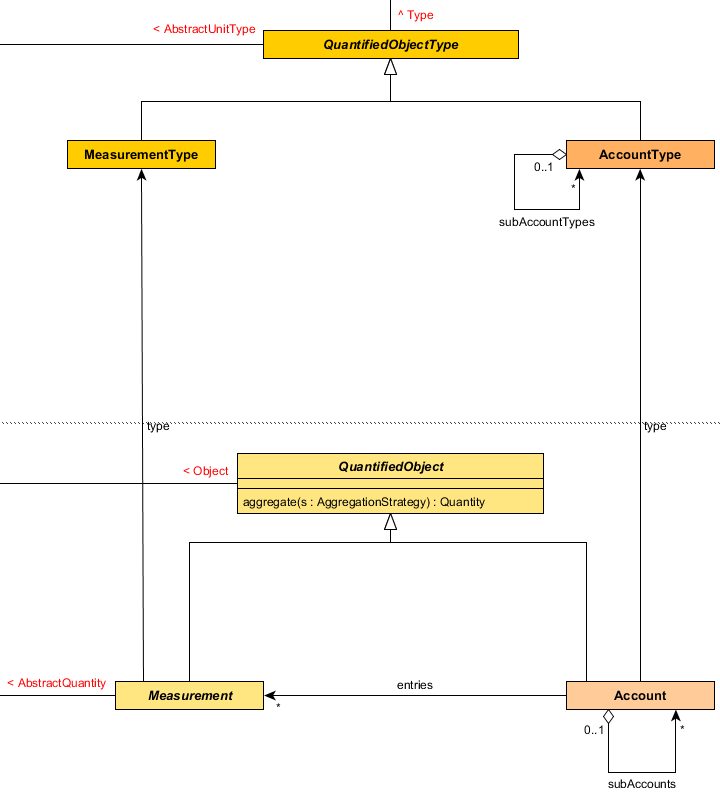 ^ Type
< AbstractUnitType
QuantifiedObjectType
MeasurementType
AccountType
0..1
*
subAccountTypes
type
type
QuantifiedObject
< Object
aggregate(s : AggregationStrategy) : Quantity
< AbstractQuantity
entries
Measurement
Account
*
0..1
*
subAccounts